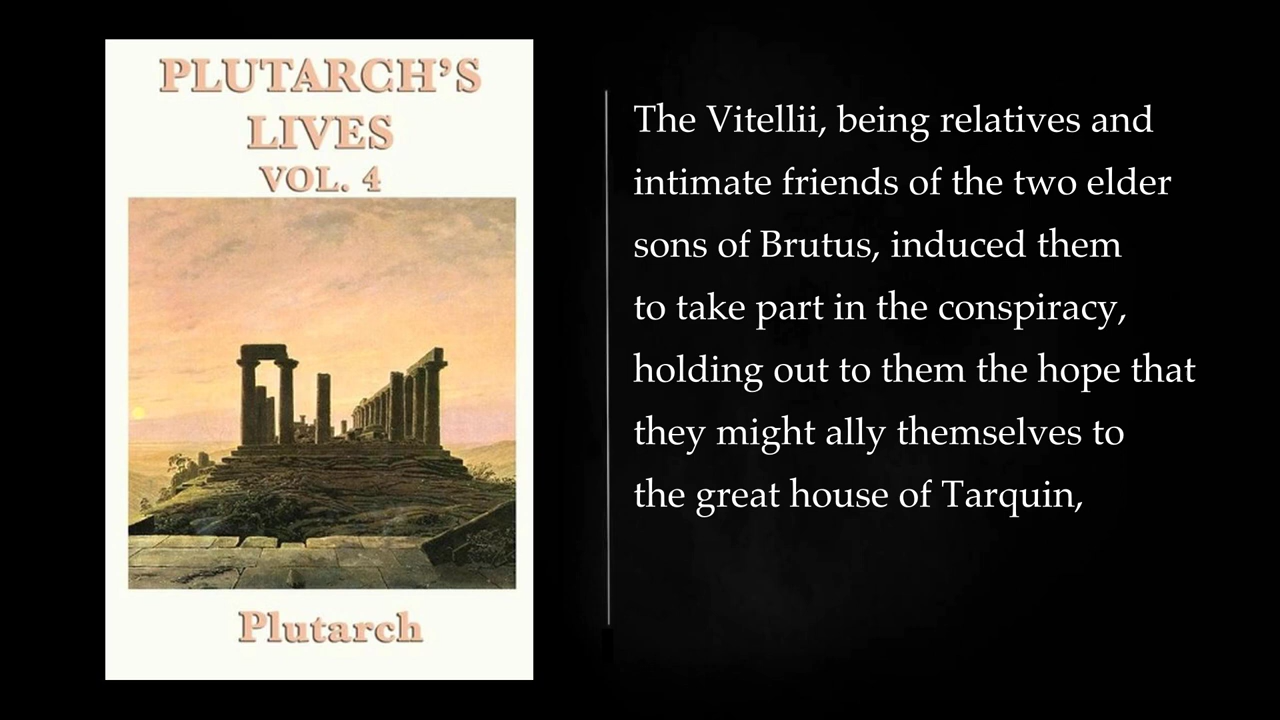 PLUTARCH'S
LIVES
VOL. 4
Plutarch
The Vitellii, being relatives and
intimate friends of the two elder
sons of Brutus, induced them
to take part in the conspiracy,
holding out to them the hope that
they might ally themselves to
the great house of Tarquin,